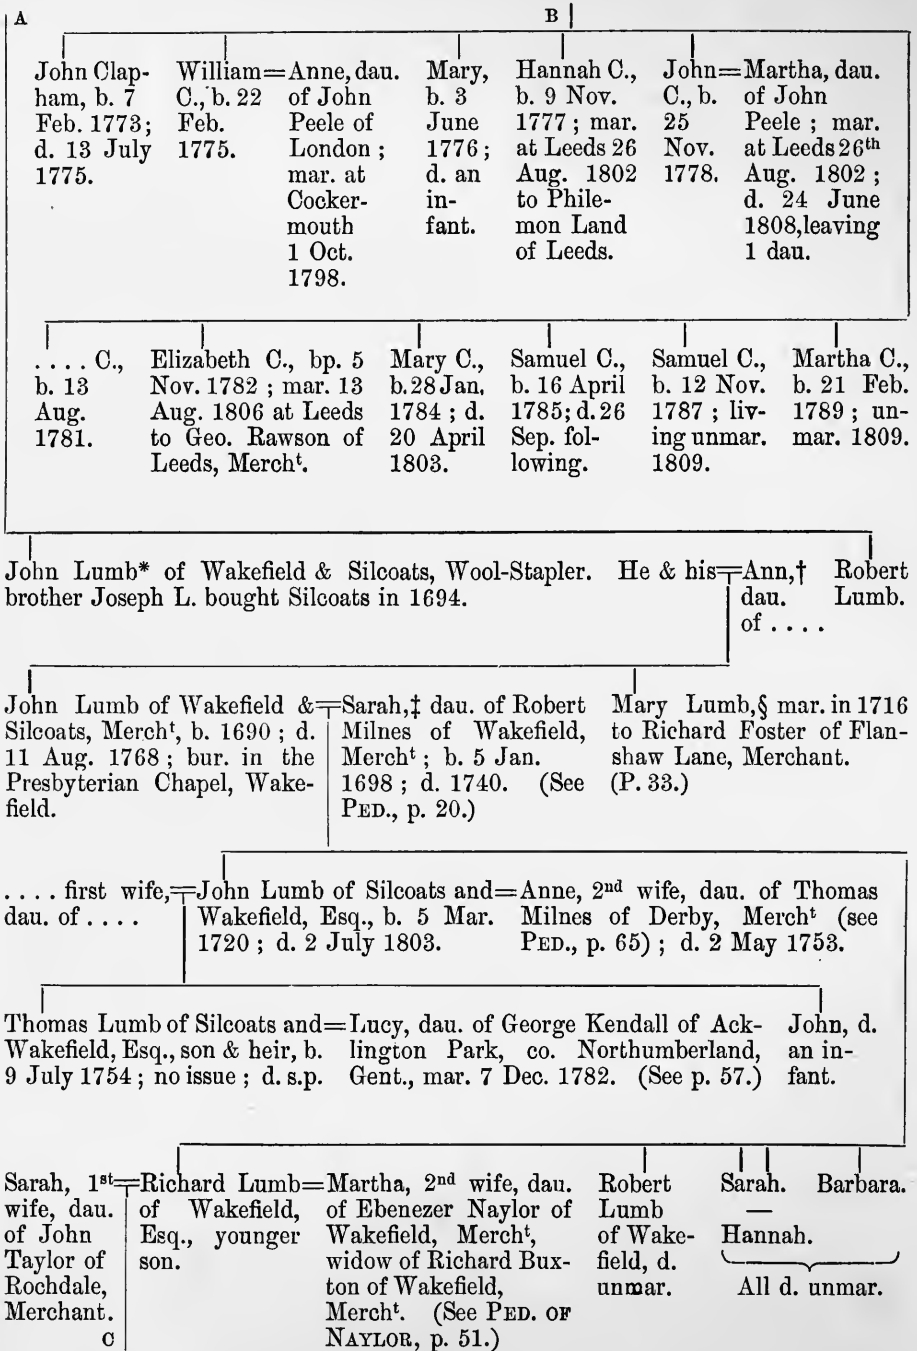 A
B
John Clap-
ham, b. 7
Feb. 1773;
d. 13 July
1775.
William=
C., b. 22
Feb.
1775.
Anne, dau.
of John
Peele of
London;
mar. at
Cocker-
mouth
1 Oct.
1798.
Mary,
b. 3
June
1776;
d. an
in-
fant.
Hannah C.,
b. 9 Nov.
1777; mar.
at Leeds 26
Aug. 1802
to Phile-
mon Land
of Leeds.
John=
C., b.
25
Nov.
1778.
Martha, dau.
of John
Peele; mar.
at Leeds 26th
Aug. 1802;
d. 24 June
1808, leaving
1 dau.
.... C.,
b. 13
Aug.
1781.
Elizabeth C., bp. 5
Nov. 1782; mar. 13
Aug. 1806 at Leeds
to Geo. Rawson of
Leeds, Mercht.
Mary C.,
b. 28 Jan.
1784; d.
20 April
1803.
Samuel C.,
b. 16 April
1785; d. 26
Sep. fol-
lowing.
Samuel C.,
b. 12 Nov.
1787; liv-
ing unmar.
1809.
Martha C.,
b. 21 Feb.
1789; un-
mar. 1809.
John Lumb* of Wakefield & Silcoats, Wool-Stapler. He & his
brother Joseph L. bought Silcoats in 1694.
=Ann,†
dau.
of ....
Robert
Lumb.
John Lumb of Wakefield &
Silcoats, Mercht, b. 1690; d.
11 Aug. 1768; bur. in the
Presbyterian Chapel, Wake-
field.
=Sarah,‡ dau. of Robert
Milnes of Wakefield,
Mercht; b. 5 Jan.
1698; d. 1740. (See
PED., p. 20.)
Mary Lumb,§ mar. in 1716
to Richard Foster of Flan-
shaw Lane, Merchant.
(P. 33.)
.... first wife,
dau. of ....
=John Lumb of Silcoats and
Wakefield, Esq., b. 5 Mar.
1720; d. 2 July 1803.
=Anne, 2nd wife, dau. of Thomas
Milnes of Derby, Mercht (see
PED., p. 65); d. 2 May 1753.
Thomas Lumb of Silcoats and
Wakefield, Esq., son & heir, b.
9 July 1754; no issue; d. s.p.
=Lucy, dau. of George Kendall of Ack-
lington Park, co. Northumberland,
Gent., mar. 7 Dec. 1782. (See p. 57.)
John, d.
an in-
fant.
Sarah, 1st
wife, dau.
of John
Taylor of
Rochdale,
Merchant.
C
=Richard Lumb
of Wakefield,
Esq., younger
son.
=Martha, 2nd wife, dau.
of Ebenezer Naylor of
Wakefield, Mercht,
widow of Richard Bux-
ton of Wakefield,
Mercht. (See PED. OF
NAYLOR, p. 51.)
Robert
Lumb
of Wake-
field, d.
unmar.
Sarah.
—
Hannah.
Barbara.
All d. unmar.